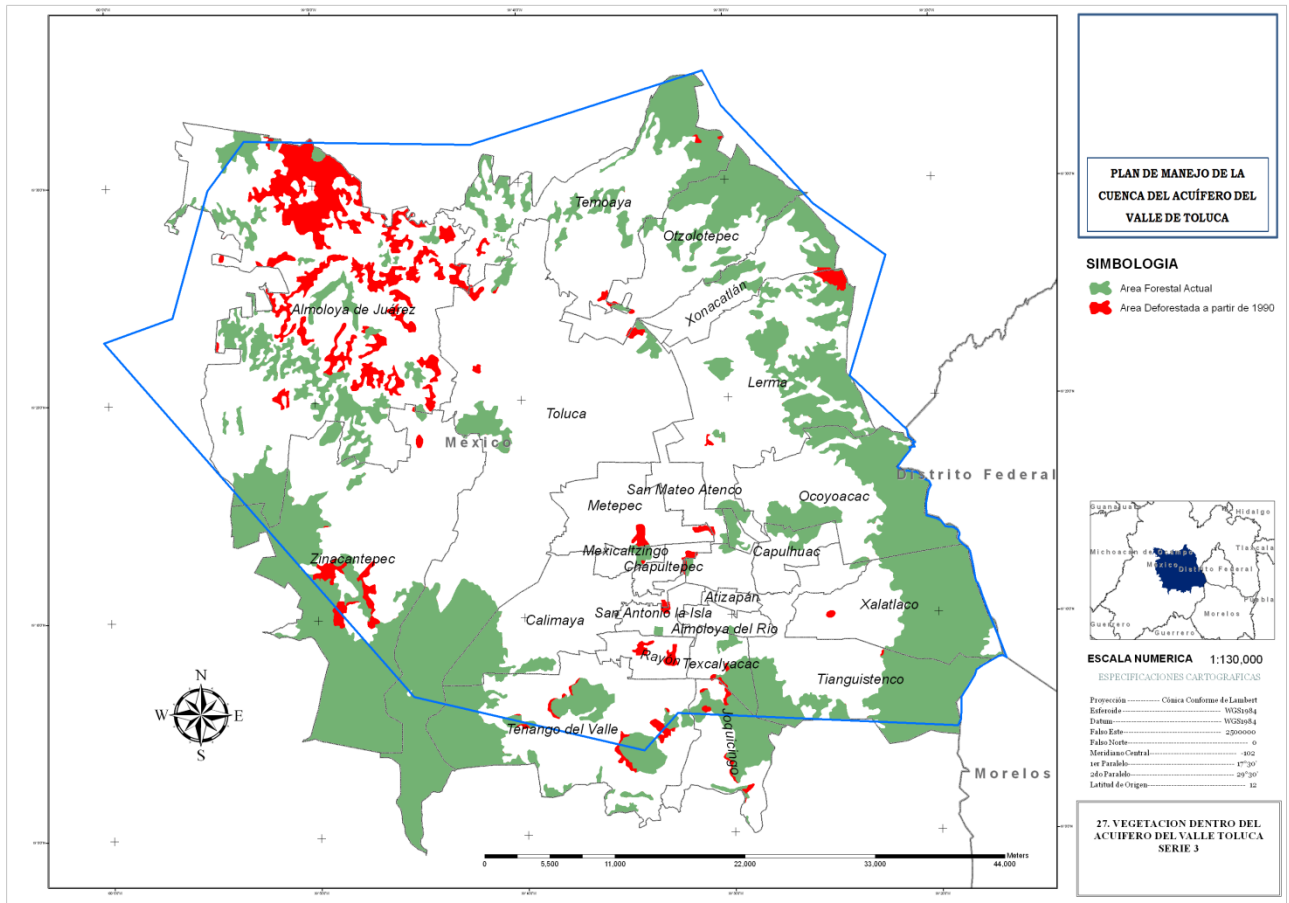 PLAN DE MANEJO DE LA
CUENCA DEL ACUÍFERO DEL
VALLE DE TOLUCA
SIMBOLOGIA
Area Forestal Actual
Area Deforestada a partir de 1990
Temoaya
Otzolotepec
Xonacatlán
Almoloya de Juárez
Lerma
Toluca
México
Distrito Federal
San Mateo Atenco
Ocoyoacac
Metepec
Mexicaltzingo
Capulhuac
Chapultepec
Zinacantepec
Atizapán
Xalatlaco
San Antonio la Isla
Calimaya
Almoloya del Río
Rayón
Texcalyacac
Tianguistenco
Tenango del Valle
Joquicingo
Morelos
N
W
E
S
Meters
0
5,500
11,000
22,000
33,000
44,000
Hidalgo
Michoacán de Ocampo
Tlaxcala
México
Distrito Federal
Puebla
Morelos
Guerrero
Guerrero
ESCALA NUMERICA 1:130,000
ESPECIFICACIONES CARTOGRAFICAS
Proyección ----------- Cónica Conforme de Lambert
Esferoide ----------- WGS1984
Datum ----------- WGS1984
Falso Este ----------- 2500000
Falso Norte ----------- 0
Meridiano Central ----------- -102
1er Paralelo ----------- 17°30'
2do Paralelo ----------- 29°30'
Latitud de Origen ----------- 12
27. VEGETACION DENTRO DEL
ACUIFERO DEL VALLE TOLUCA
SERIE 3